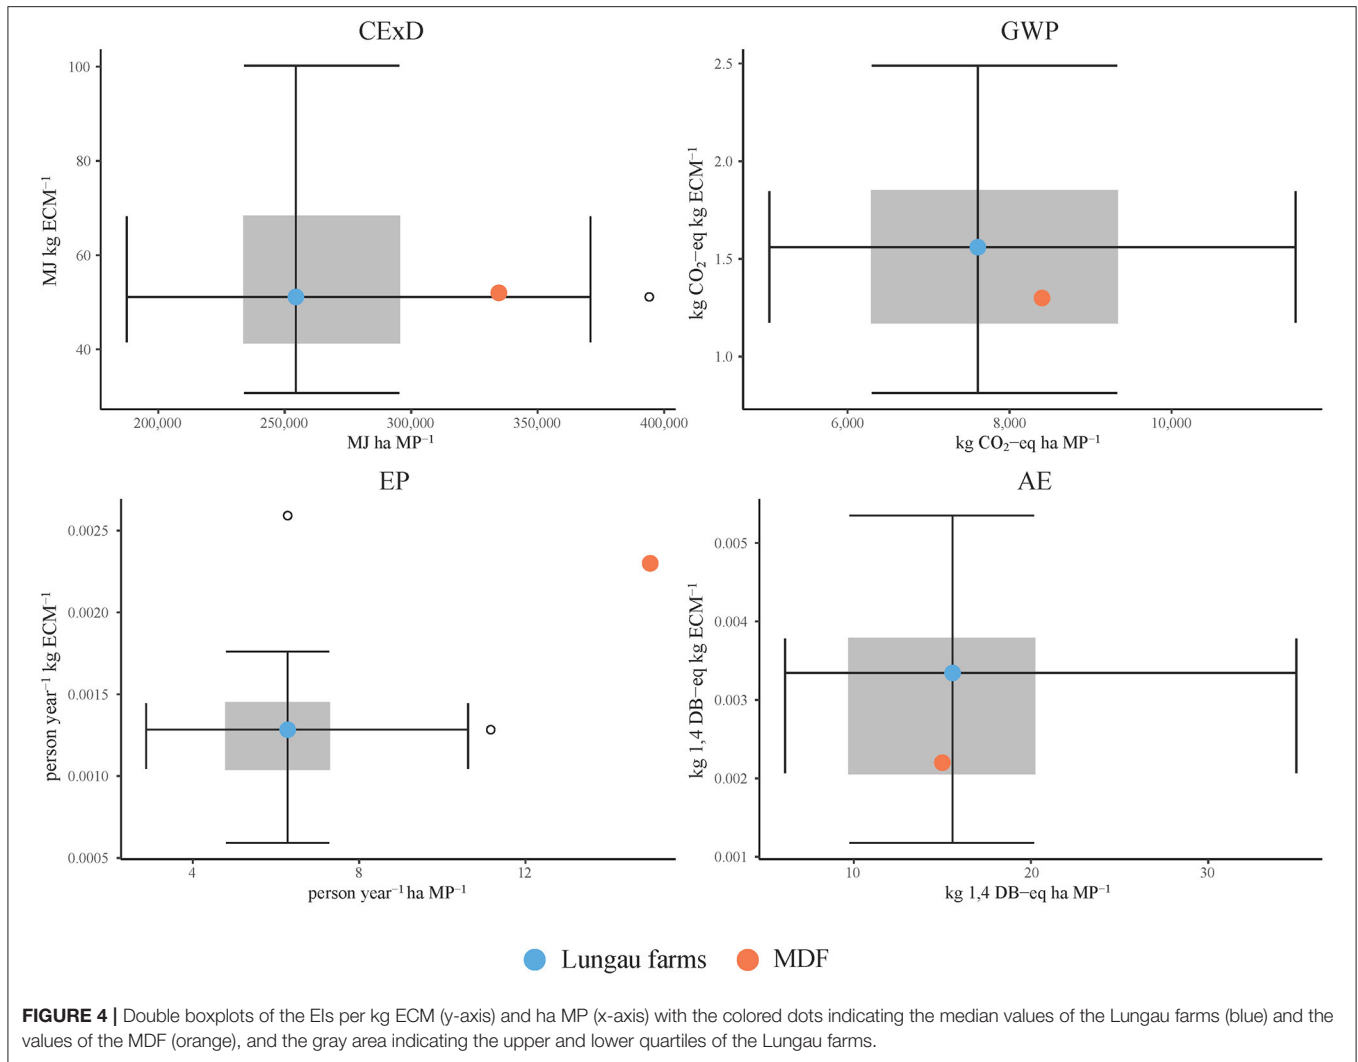 CExD
GWP
100
80
60
40
MJ kg ECM⁻¹
200,000 250,000 300,000 350,000 400,000
MJ ha MP⁻¹
2.5
2.0
1.5
1.0
kg CO₂−eq kg ECM⁻¹
6,000 8,000 10,000
kg CO₂−eq ha MP⁻¹
EP
AE
0.0025
0.0020
0.0015
0.0010
0.0005
person year⁻¹ kg ECM⁻¹
4 8 12
person year⁻¹ ha MP⁻¹
0.005
0.004
0.003
0.002
0.001
kg 1,4 DB−eq kg ECM⁻¹
10 20 30
kg 1,4 DB−eq ha MP⁻¹
Lungau farms MDF
FIGURE 4 | Double boxplots of the EIs per kg ECM (y-axis) and ha MP (x-axis) with the colored dots indicating the median values of the Lungau farms (blue) and the
values of the MDF (orange), and the gray area indicating the upper and lower quartiles of the Lungau farms.